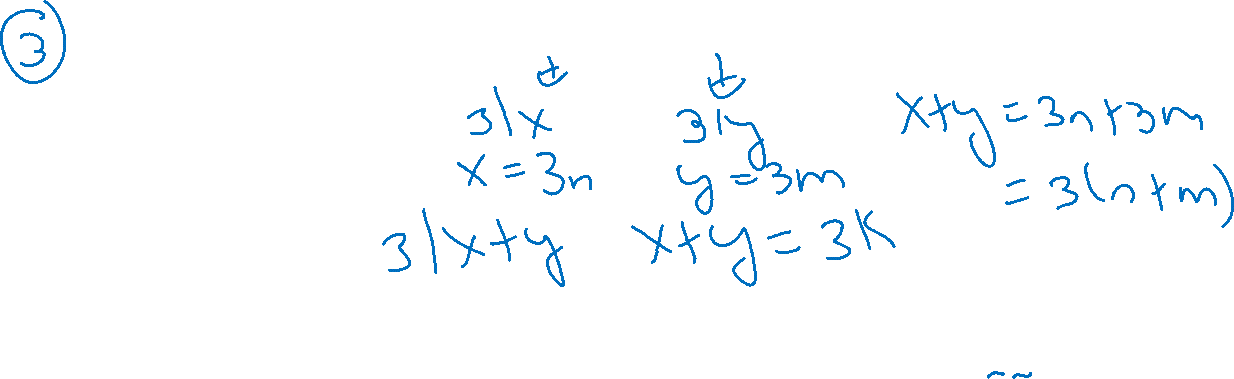 3
3|x 3|y x+y = 3n+3m
x = 3n y = 3m = 3(n+m)
3|x+y x+y = 3k